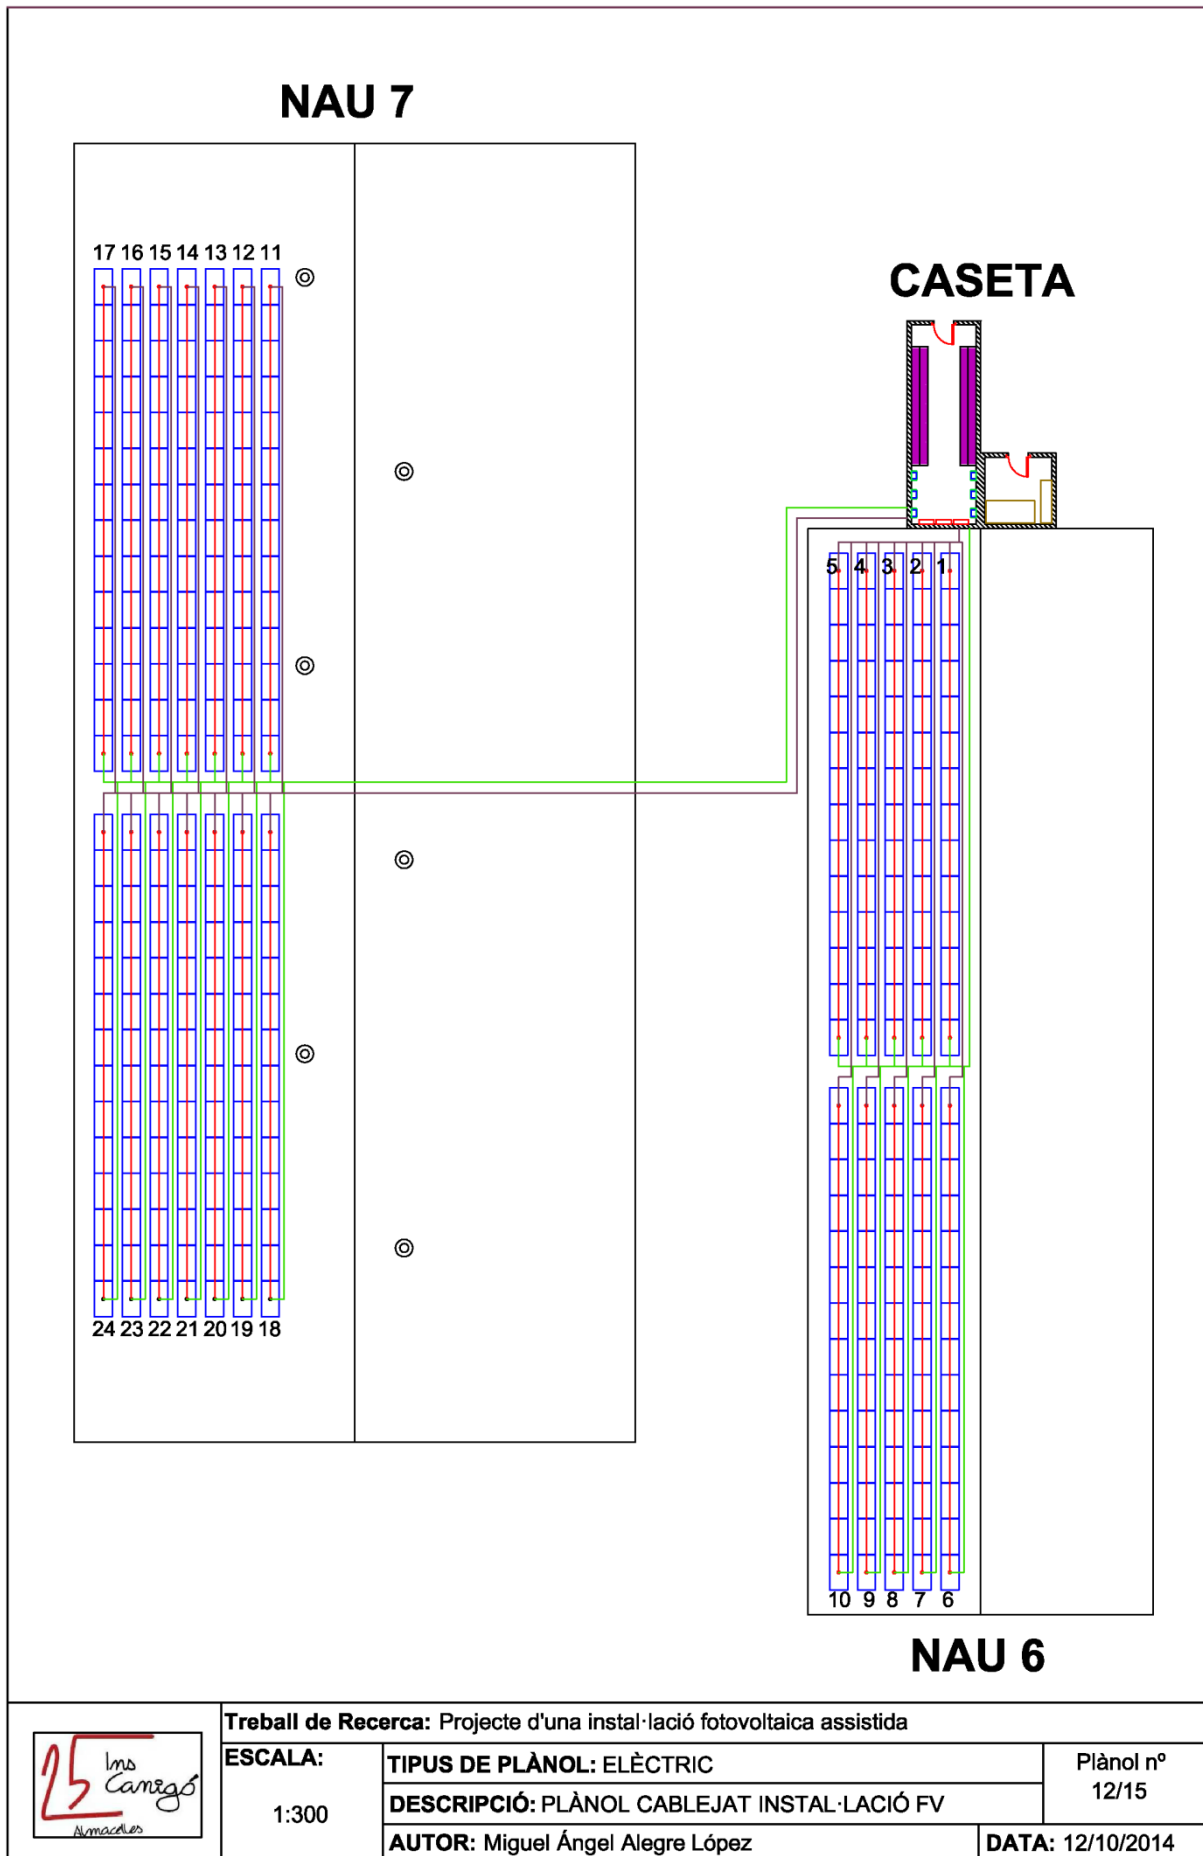 NAU 7
17 16 15 14 13 12 11
CASETA
5 4 3 2 1
24 23 22 21 20 19 18
10 9 8 7 6
NAU 6
25 Ins
Canigó
Almacelles
Treball de Recerca: Projecte d'una instal·lació fotovoltaica assistida
ESCALA:
1:300
TIPUS DE PLÀNOL: ELÈCTRIC
DESCRIPCIÓ: PLÀNOL CABLEJAT INSTAL·LACIÓ FV
AUTOR: Miguel Ángel Alegre López
Plànol nº
12/15
DATA: 12/10/2014